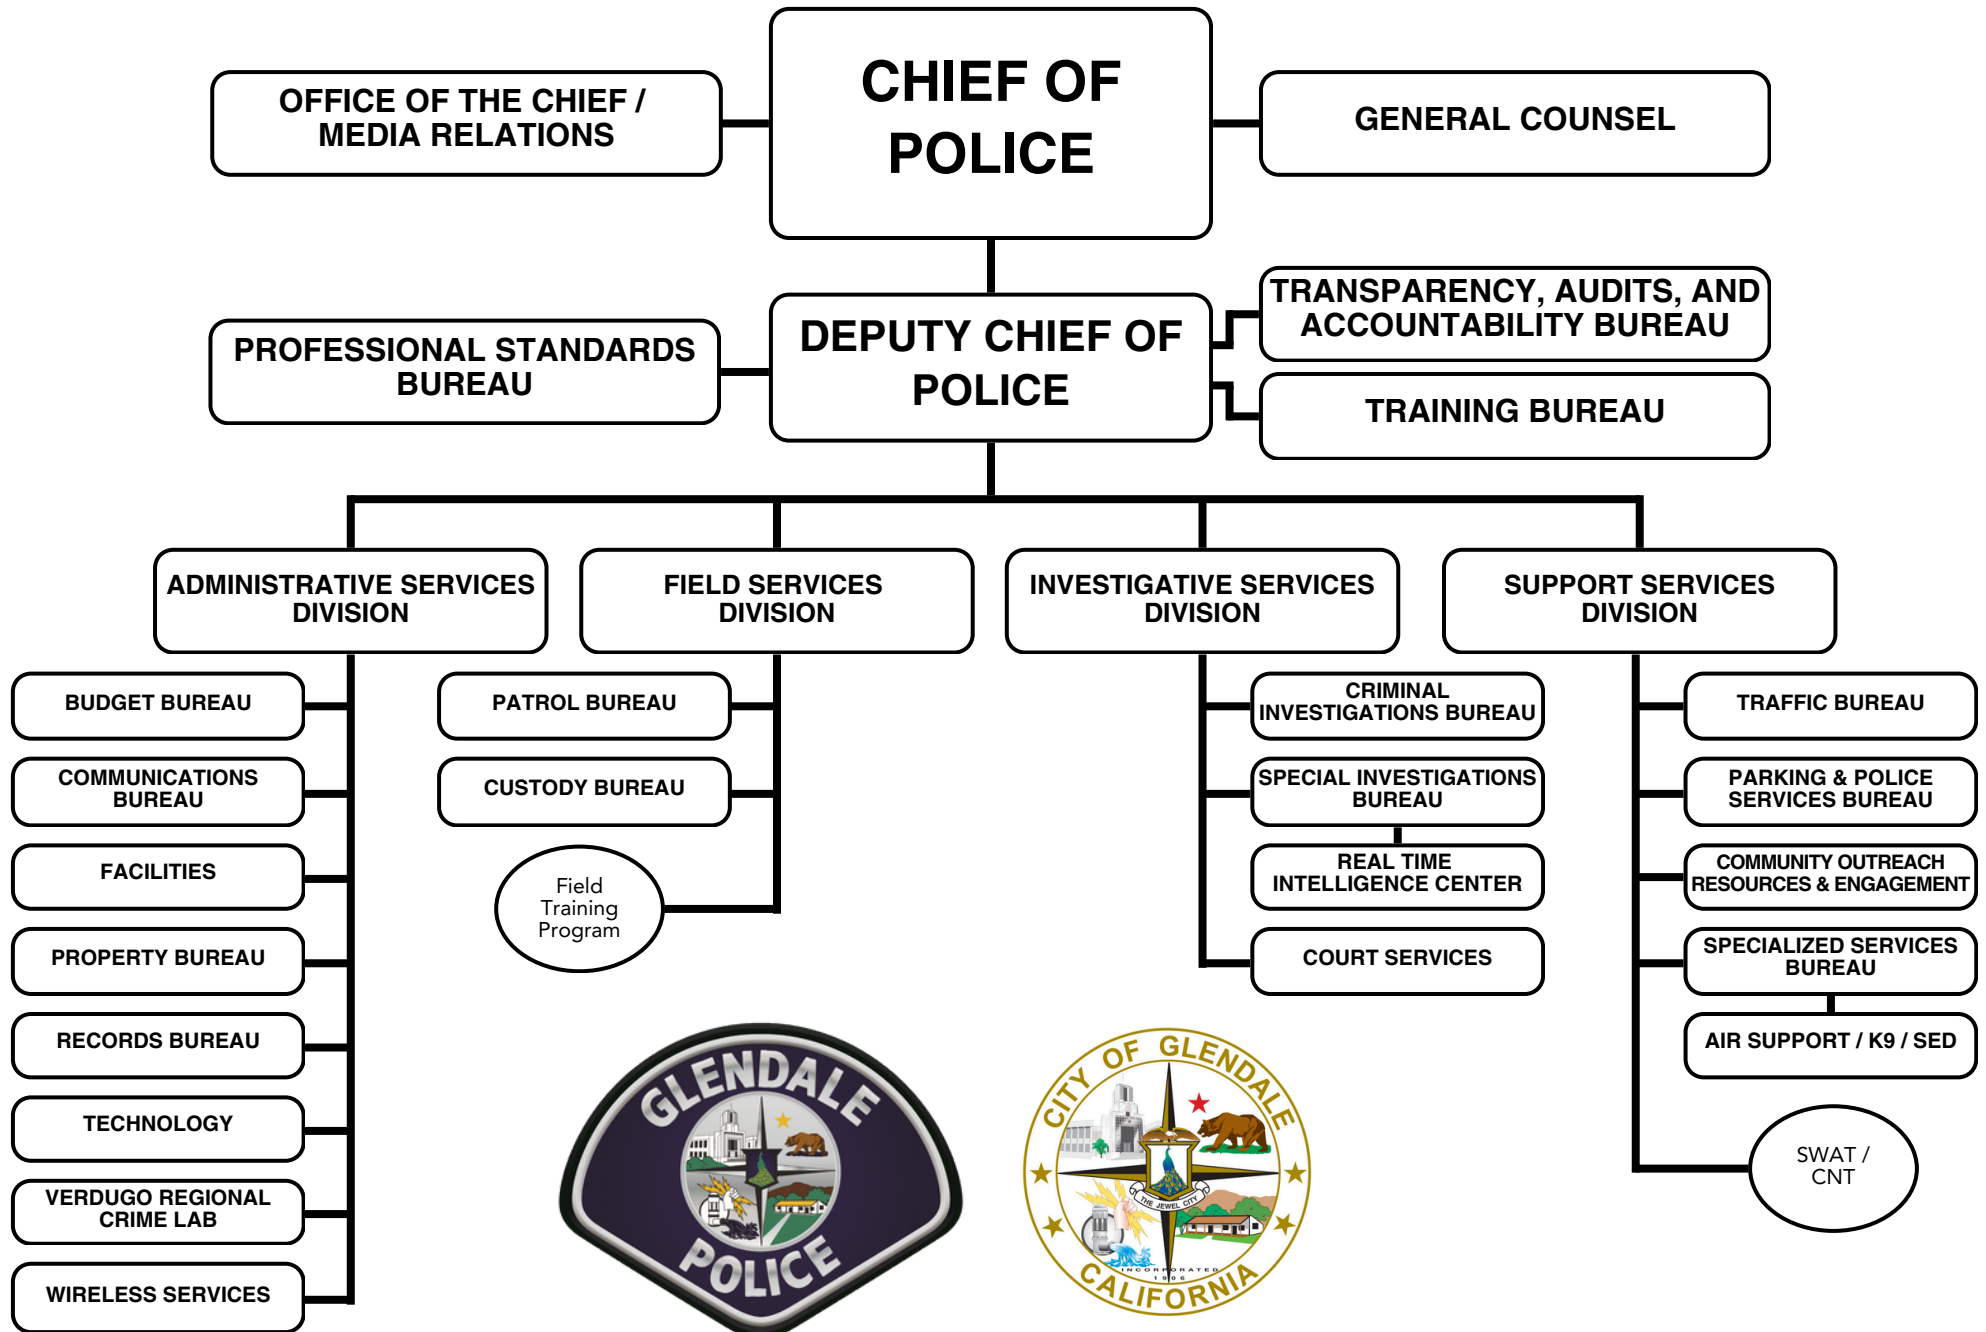 CHIEF OF
POLICE
OFFICE OF THE CHIEF /
MEDIA RELATIONS
GENERAL COUNSEL
DEPUTY CHIEF OF
POLICE
PROFESSIONAL STANDARDS
BUREAU
TRANSPARENCY, AUDITS, AND
ACCOUNTABILITY BUREAU
TRAINING BUREAU
ADMINISTRATIVE SERVICES
DIVISION
FIELD SERVICES
DIVISION
INVESTIGATIVE SERVICES
DIVISION
SUPPORT SERVICES
DIVISION
BUDGET BUREAU
COMMUNICATIONS
BUREAU
FACILITIES
PROPERTY BUREAU
RECORDS BUREAU
TECHNOLOGY
VERDUGO REGIONAL
CRIME LAB
WIRELESS SERVICES
PATROL BUREAU
CUSTODY BUREAU
Field
Training
Program
CRIMINAL
INVESTIGATIONS BUREAU
SPECIAL INVESTIGATIONS
BUREAU
REAL TIME
INTELLIGENCE CENTER
COURT SERVICES
TRAFFIC BUREAU
PARKING & POLICE
SERVICES BUREAU
COMMUNITY OUTREACH
RESOURCES & ENGAGEMENT
SPECIALIZED SERVICES
BUREAU
AIR SUPPORT / K9 / SED
SWAT /
CNT
GLENDALE
POLICE
CITY OF GLENDALE
THE JEWEL CITY
INCORPORATED
1906
CALIFORNIA